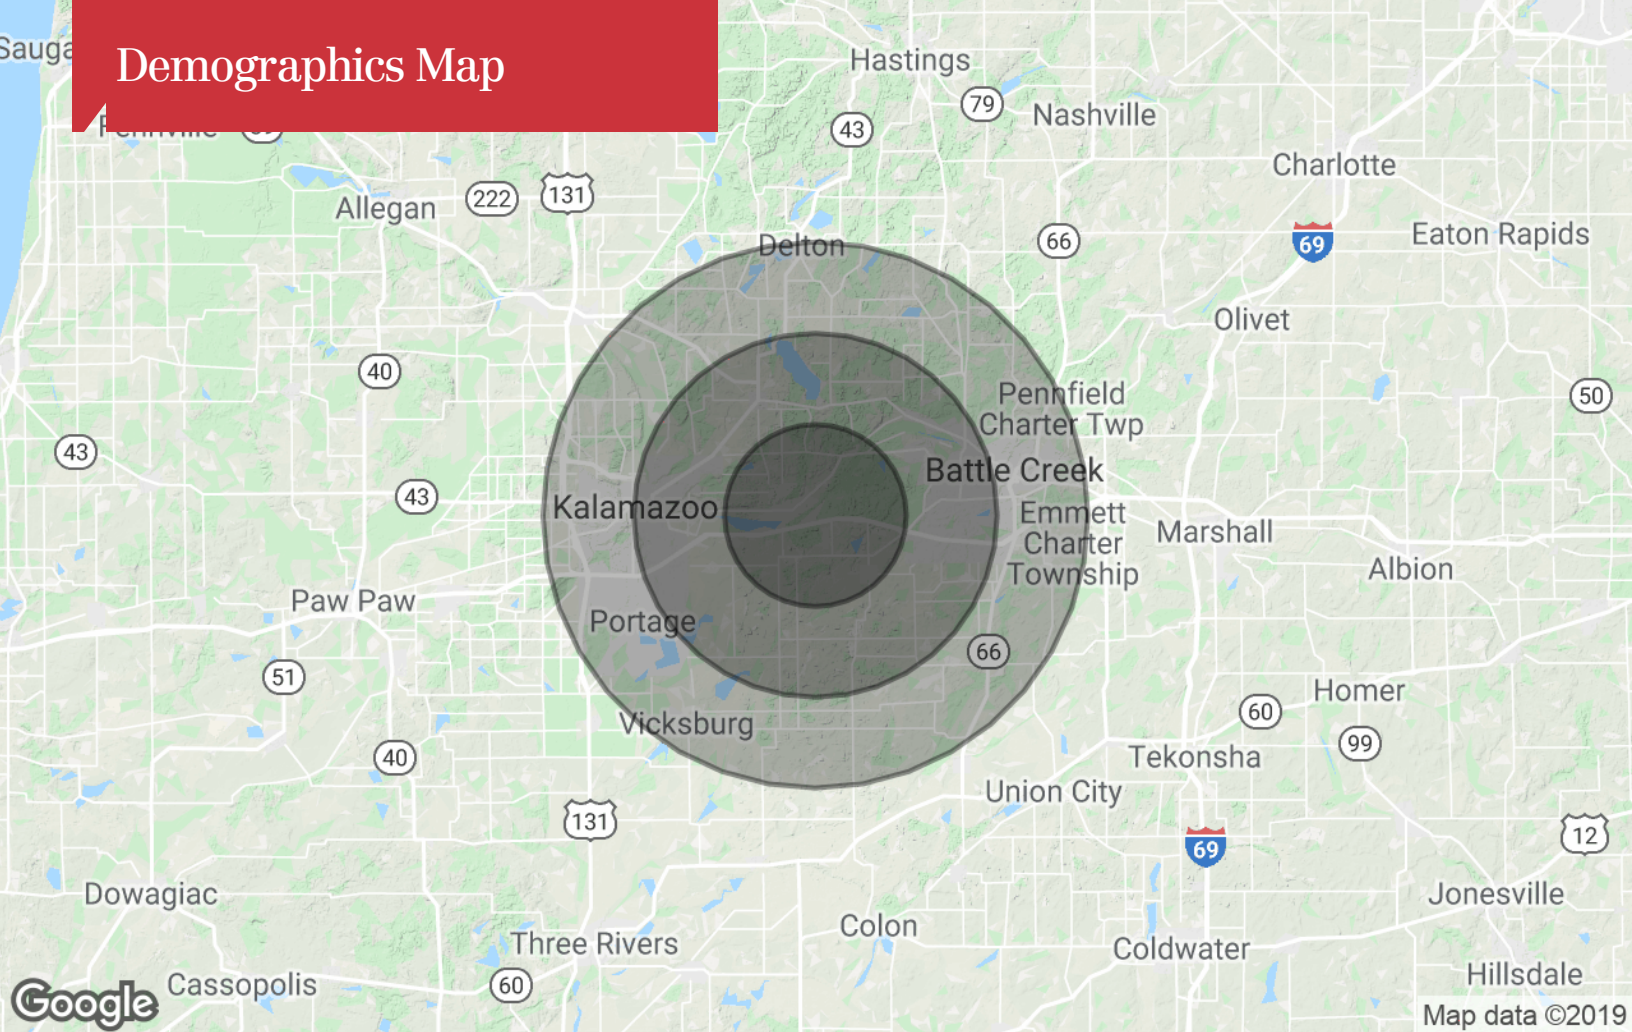 Demographics Map
Hastings
79
Nashville
43
Charlotte
222
131
Allegan
Delton
66
69
Eaton Rapids
Olivet
40
Pennfield
Charter Twp
50
43
Battle Creek
43
Kalamazoo
Emmett
Charter
Township
Marshall
Albion
Paw Paw
Portage
66
51
Homer
60
Vicksburg
99
40
Tekonsha
Union City
131
12
69
Dowagiac
Jonesville
Colon
Three Rivers
Coldwater
Hillsdale
Cassopolis
60
Google
Map data ©2019